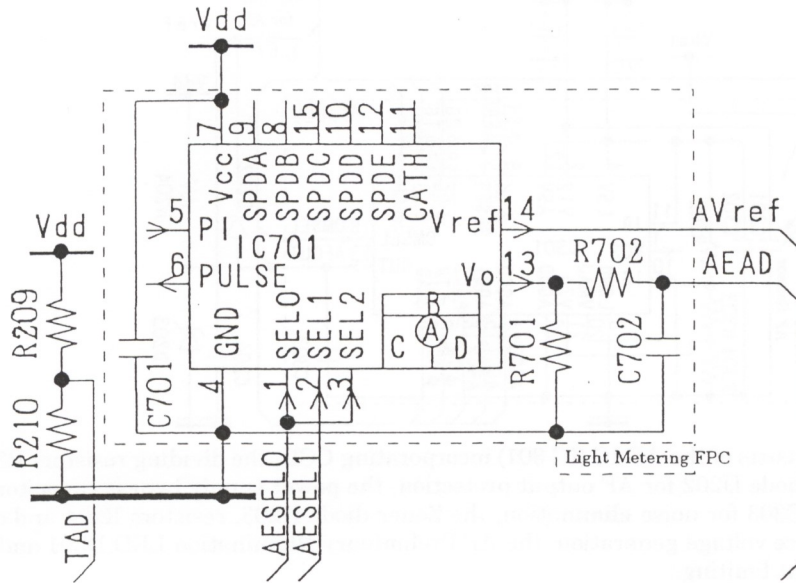 Vdd
7
9
8
15
10
12
11
Vcc
SPDA
SPDB
SPDC
SPDD
SPDE
CATH
5
PI
IC701
Vref
14
AVref
Vdd
6
PULSE
Vo
13
R702
AEAD
R209
GND
SEL0
SEL1
SEL2
B
A
C
D
R701
C702
C701
4
1
2
3
R210
Light Metering FPC
TAD
AESEL0
AESEL1